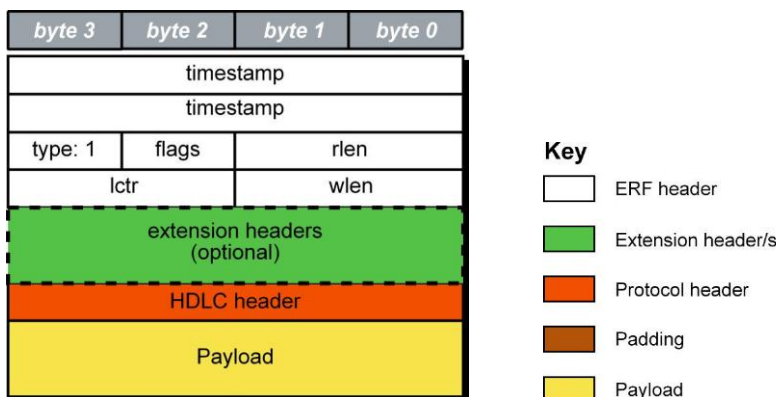 byte 3 byte 2 byte 1 byte 0
timestamp
timestamp
type: 1 flags rlen
lctr wlen
extension headers
(optional)
HDLC header
Payload
Key
ERF header
Extension header/s
Protocol header
Padding
Payload